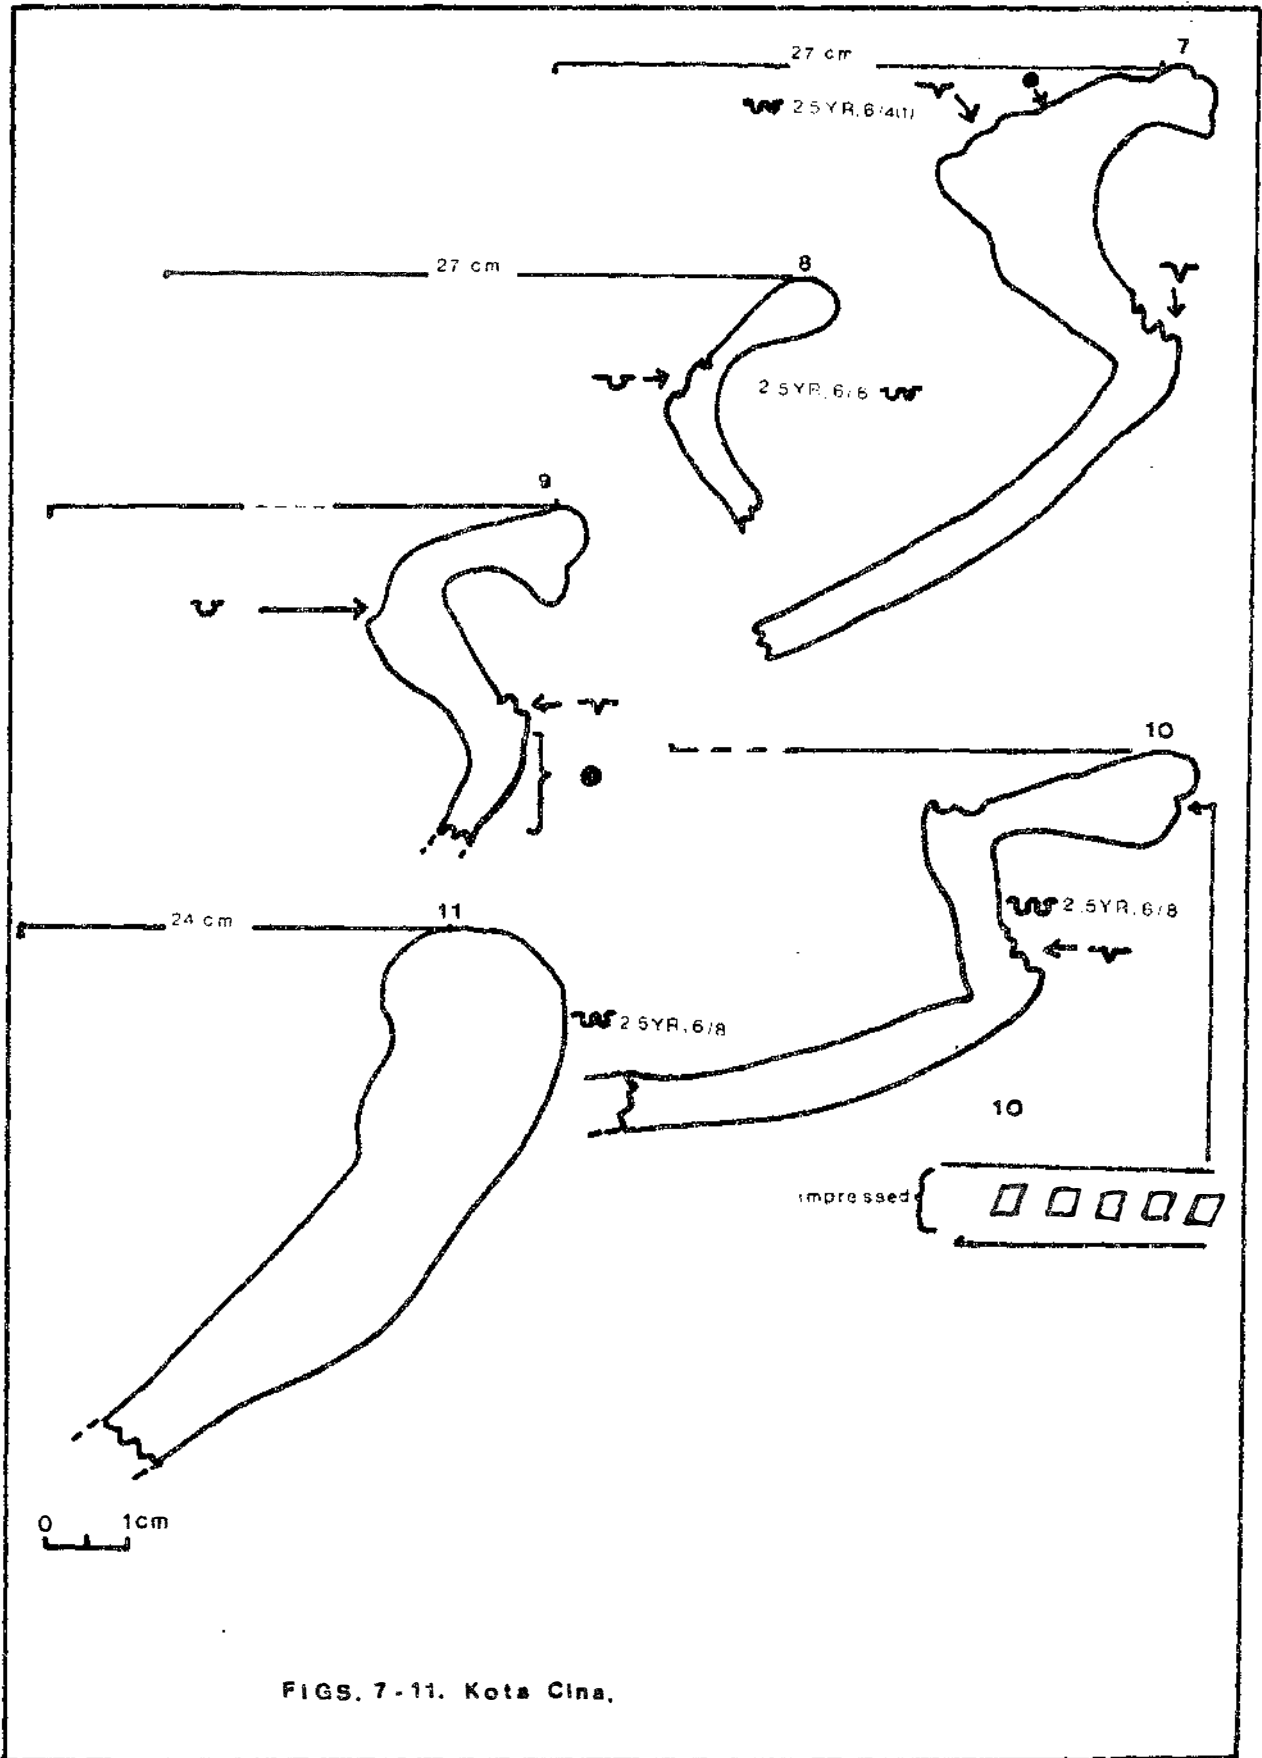 27 cm
7
2.5YR, 6/4(1)
27 cm
8
2.5YR, 6/6
9
10
2.5YR, 6/8
24 cm
11
2.5YR, 6/8
10
impressed
0 1cm
FIGS. 7-11. Kota Cina.